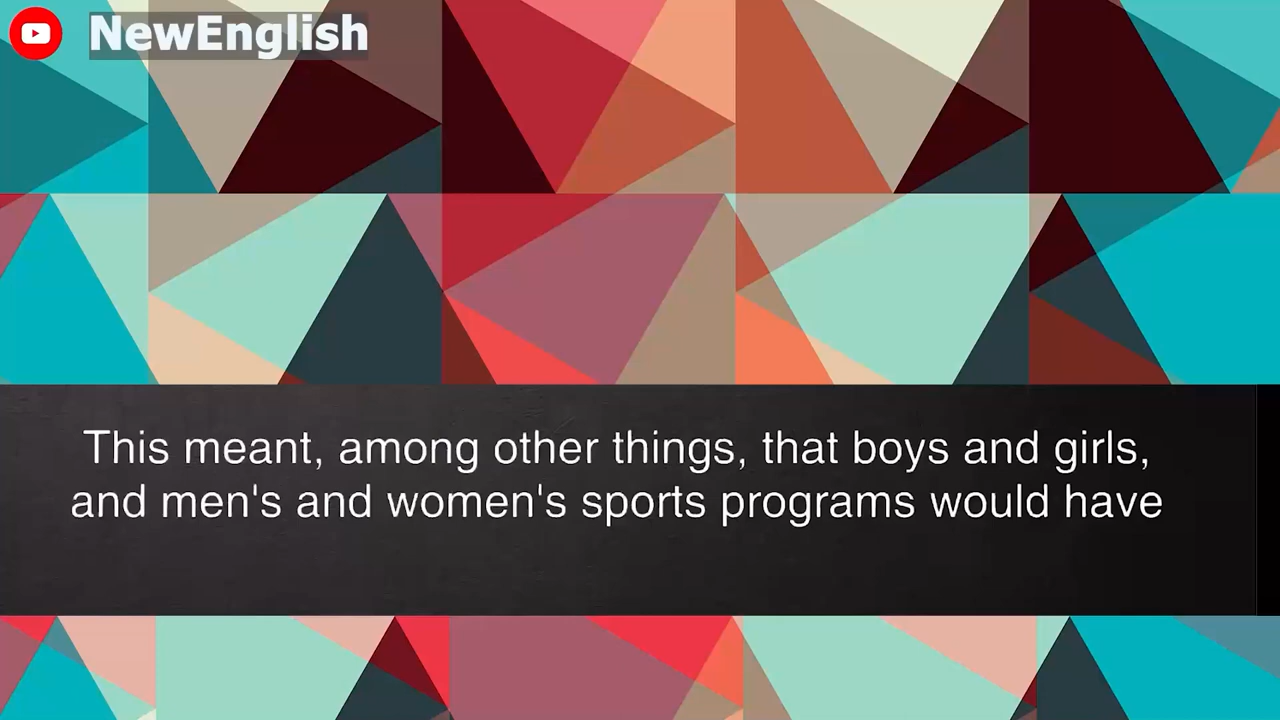 NewEnglish
This meant, among other things, that boys and girls,
and men's and women's sports programs would have